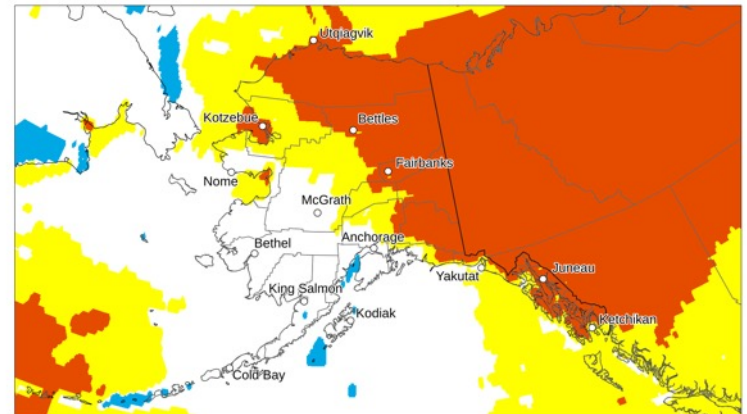 Utqiagvik
Kotzebue
Bettles
Fairbanks
Nome
McGrath
Bethel
Anchorage
Yakutat
Juneau
King Salmon
Kodiak
Ketchikan
Cold Bay